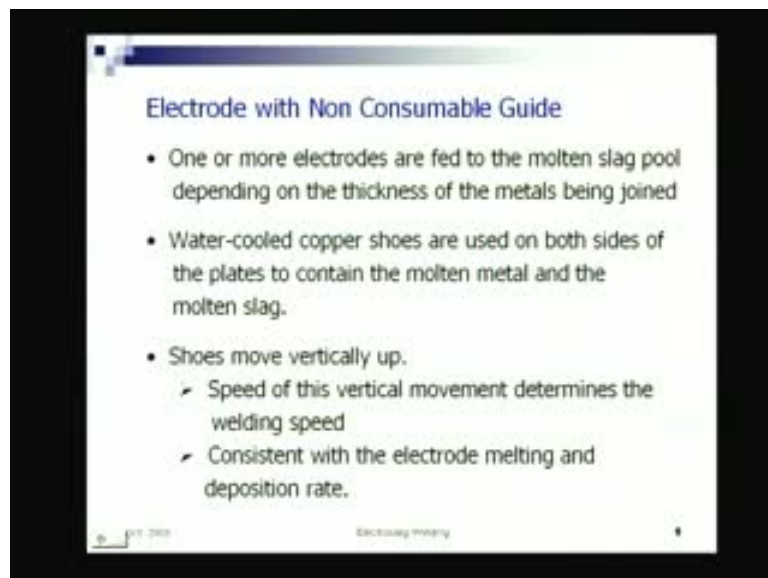 Electrode with Non Consumable Guide
• One or more electrodes are fed to the molten slag pool
depending on the thickness of the metals being joined
• Water-cooled copper shoes are used on both sides of
the plates to contain the molten metal and the
molten slag.
• Shoes move vertically up.
➢ Speed of this vertical movement determines the
welding speed
➢ Consistent with the electrode melting and
deposition rate.
Electroslag Welding